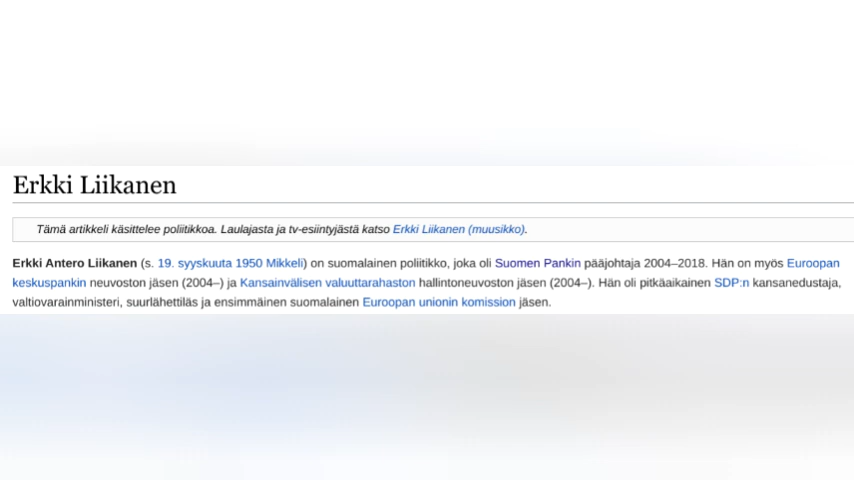 Erkki Liikanen
Tämä artikkeli käsittelee poliitikkoa. Laulajasta ja tv-esiintyjästä katso Erkki Liikanen (muusikko).
Erkki Antero Liikanen (s. 19. syyskuuta 1950 Mikkeli) on suomalainen poliitikko, joka oli Suomen Pankin pääjohtaja 2004–2018. Hän on myös Euroopan
keskuspankin neuvoston jäsen (2004–) ja Kansainvälisen valuuttarahaston hallintoneuvoston jäsen (2004–). Hän oli pitkäaikainen SDP:n kansanedustaja,
valtiovarainministeri, suurlähettiläs ja ensimmäinen suomalainen Euroopan unionin komission jäsen.